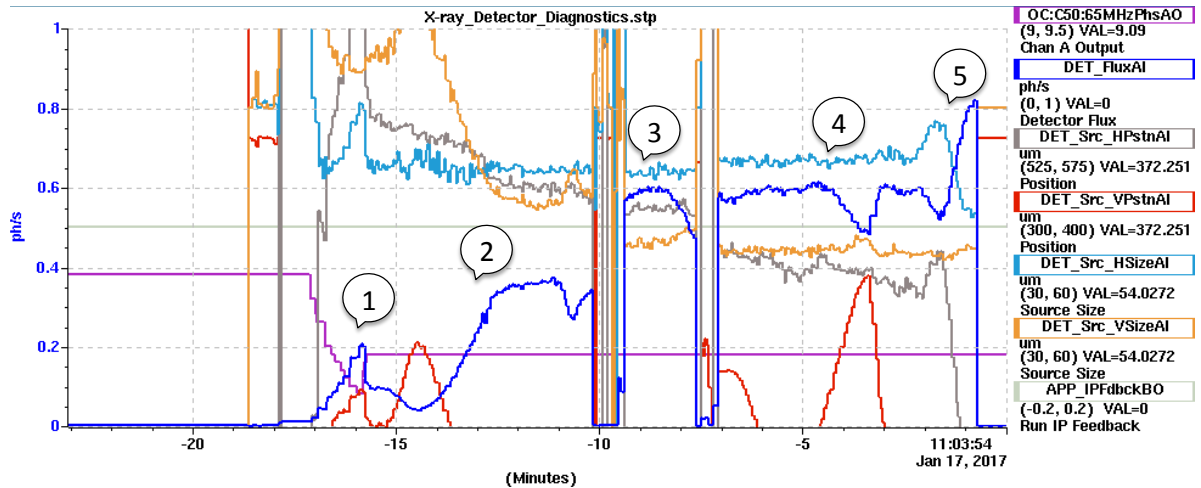 X-ray_Detector_Diagnostics.stp
1
0.8
0.6
0.4
0.2
0
ph/s
1
2
3
4
5
-20
-15
-10
-5
11:03:54
Jan 17, 2017
(Minutes)
OC:C50:65MHzPhsAO
(9, 9.5) VAL=9.09
Chan A Output
DET_FluxAI
ph/s
(0, 1) VAL=0
Detector Flux
DET_Src_HPstnAI
um
(525, 575) VAL=372.251
Position
DET_Src_VPstnAI
um
(300, 400) VAL=372.251
Position
DET_Src_HSizeAI
um
(30, 60) VAL=54.0272
Source Size
DET_Src_VSizeAI
um
(30, 60) VAL=54.0272
Source Size
APP_IPFdbckBO
(-0.2, 0.2) VAL=0
Run IP Feedback